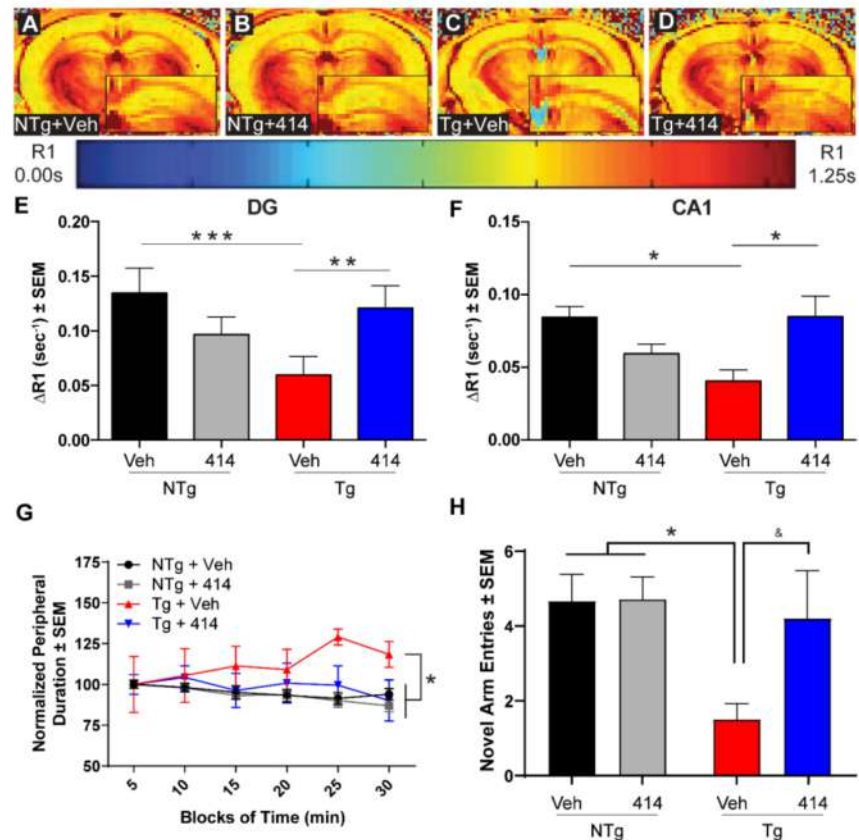 A
B
C
D
NTg+Veh
NTg+414
Tg+Veh
Tg+414
R1
0.00s
R1
1.25s
E
DG
***
**
0.20
0.15
0.10
0.05
0.00
ΔR1 (sec⁻¹) ± SEM
Veh
414
Veh
414
NTg
Tg
F
CA1
*
*
0.15
0.10
0.05
0.00
ΔR1 (sec⁻¹) ± SEM
Veh
414
Veh
414
NTg
Tg
G
175
150
125
100
75
50
Normalized Peripheral
Duration ± SEM
NTg + Veh
NTg + 414
Tg + Veh
Tg + 414
*
5
10
15
20
25
30
Blocks of Time (min)
H
*
&
6
4
2
0
Novel Arm Entries ± SEM
Veh
414
Veh
414
NTg
Tg